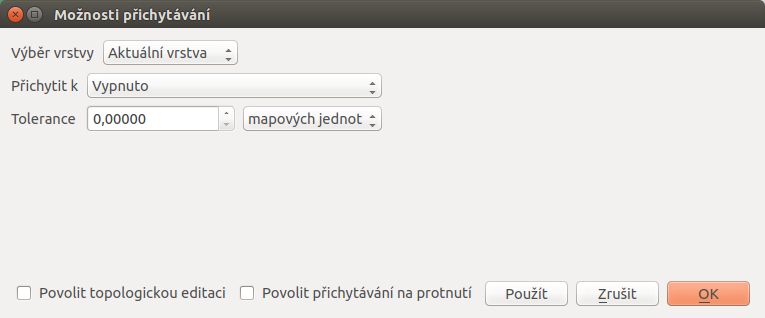 Možnosti přichytávání
Výběr vrstvy Aktuální vrstva
Přichytit k Vypnuto
Tolerance 0,00000 mapových jednot
Povolit topologickou editaci Povolit přichytávání na protnutí Použít Zrušit OK